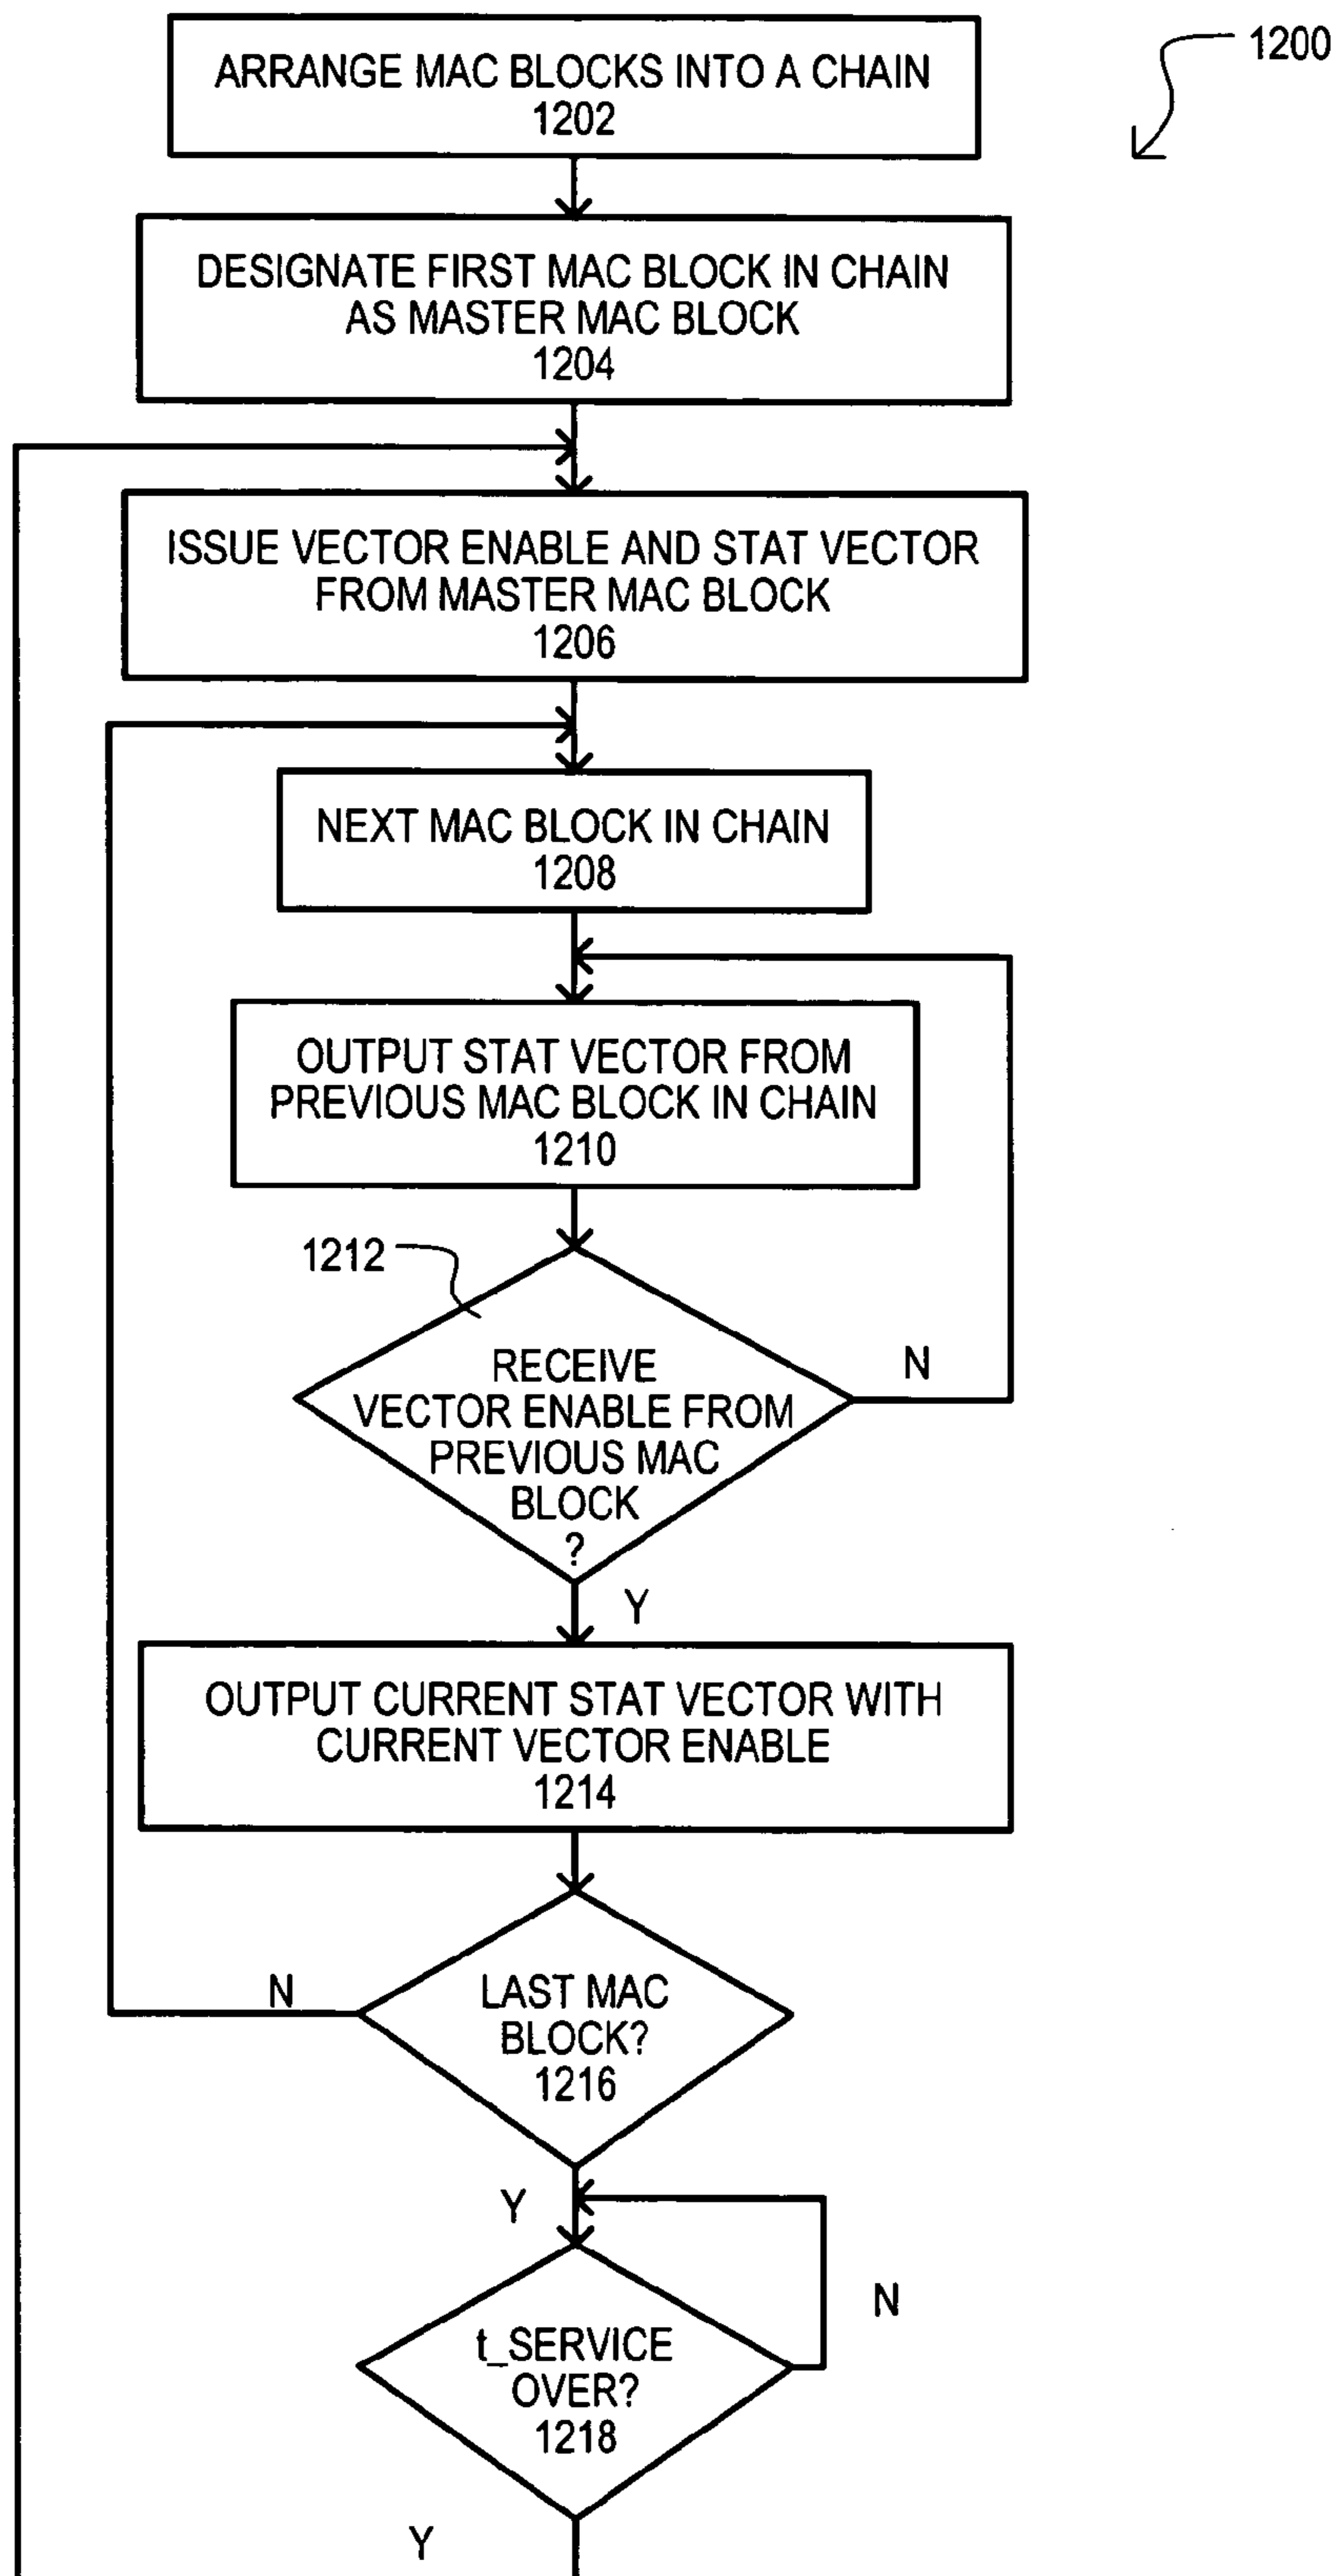 1200
ARRANGE MAC BLOCKS INTO A CHAIN
1202
DESIGNATE FIRST MAC BLOCK IN CHAIN
AS MASTER MAC BLOCK
1204
ISSUE VECTOR ENABLE AND STAT VECTOR
FROM MASTER MAC BLOCK
1206
NEXT MAC BLOCK IN CHAIN
1208
OUTPUT STAT VECTOR FROM
PREVIOUS MAC BLOCK IN CHAIN
1210
1212
RECEIVE
VECTOR ENABLE FROM
PREVIOUS MAC
BLOCK
?
N
Y
OUTPUT CURRENT STAT VECTOR WITH
CURRENT VECTOR ENABLE
1214
N
LAST MAC
BLOCK?
1216
Y
N
t_SERVICE
OVER?
1218
Y